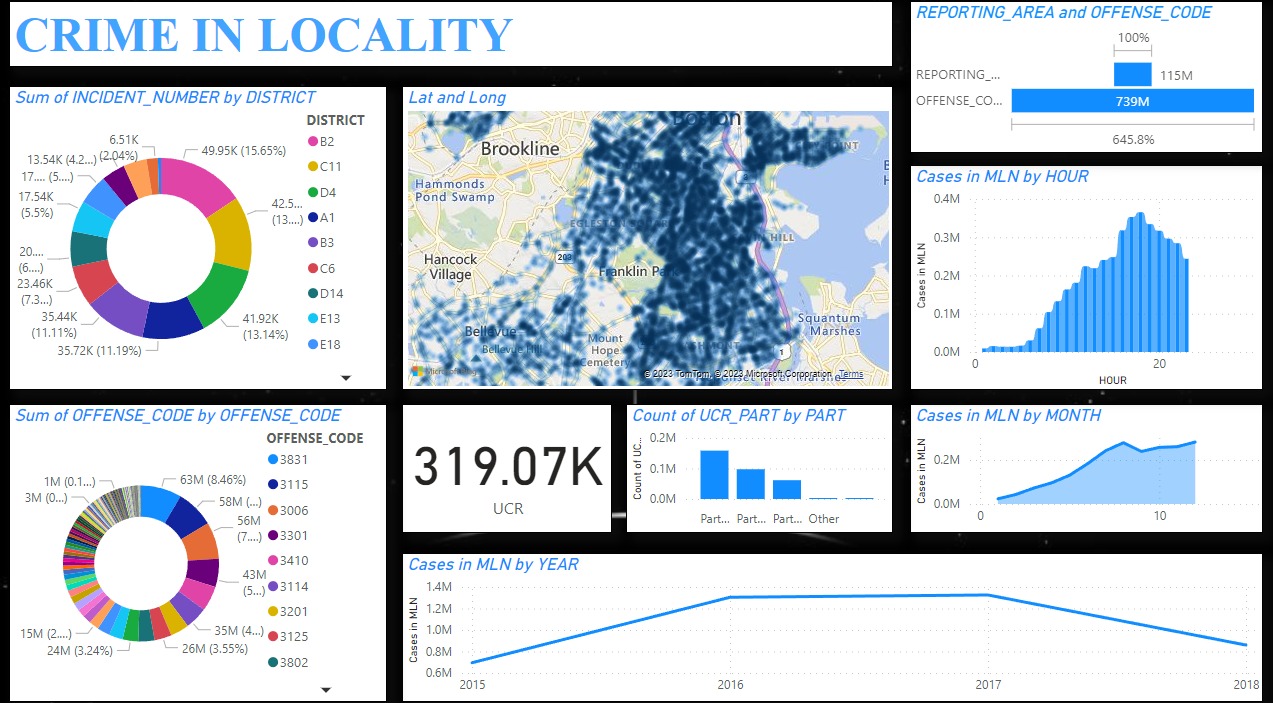 CRIME IN LOCALITY
REPORTING_AREA and OFFENSE_CODE
100%
REPORTING_...
115M
OFFENSE_CO...
739M
645.8%
Sum of INCIDENT_NUMBER by DISTRICT
DISTRICT
B2
C11
D4
A1
B3
C6
D14
E13
E18
49.95K (15.65%)
42.5...
(13....)
41.92K
(13.14%)
35.72K (11.19%)
35.44K
(11.11%)
23.46K
(7.3...)
20....
(6....)
17.54K
(5.5%)
17.... (5....)
13.54K (4.2...)
6.51K
(2.04%)
Lat and Long
Boston
Brookline
Hammonds
Pond Swamp
Hancock
Village
203
HILL
Franklin Pa
Bellevue
Bellevue Hill
Mount
Hope
Cemetery
Squantum
Marshes
1
© 2023 TomTom, © 2023 Microsoft Corporation Terms
Cases in MLN by HOUR
Cases in MLN
0.4M
0.3M
0.2M
0.1M
0.0M
0
20
HOUR
Sum of OFFENSE_CODE by OFFENSE_CODE
OFFENSE_CODE
3831
3115
3006
3301
3410
3114
3201
3125
3802
63M (8.46%)
58M (...)
56M
(7....)
43M
(5...)
35M (4...)
26M (3.55%)
24M (3.24%)
15M (2....)
3M (0...)
1M (0.1...)
319.07K
UCR
Count of UCR_PART by PART
Count of UC...
0.2M
0.1M
0.0M
Part... Part... Part... Other
Cases in MLN by MONTH
Cases in MLN
0.2M
0.0M
0
10
Cases in MLN by YEAR
Cases in MLN
1.4M
1.2M
1.0M
0.8M
0.6M
2015
2016
2017
2018